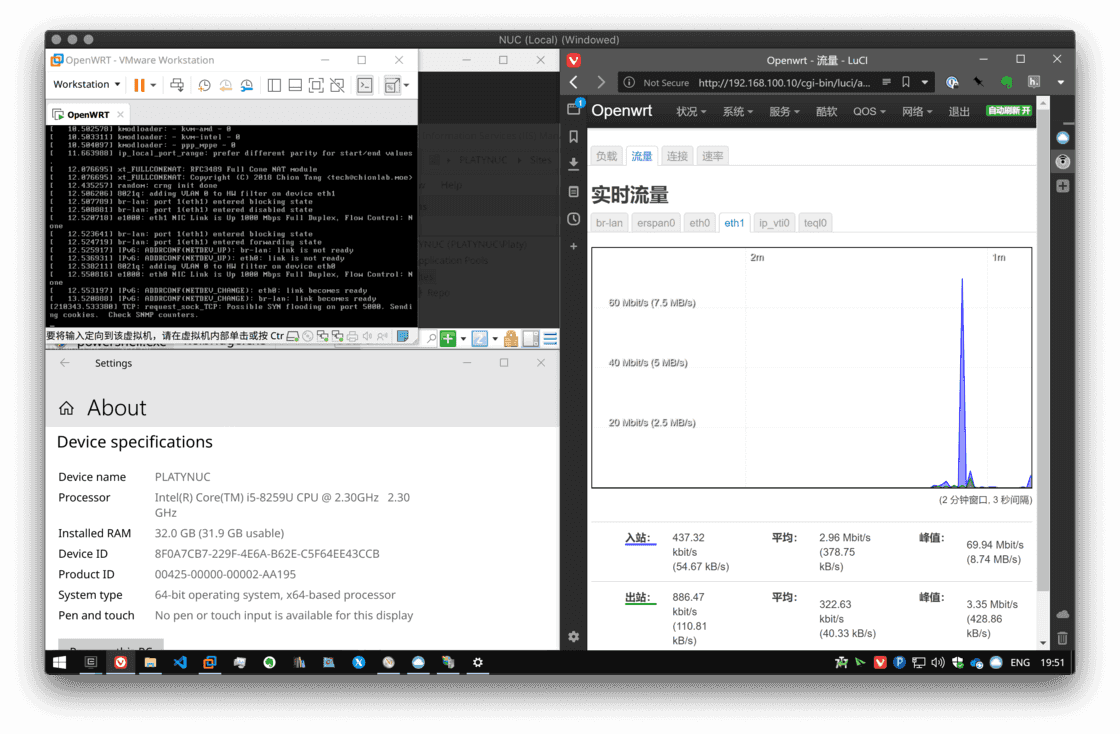 NUC (Local) (Windowed)
OpenWRT - VMware Workstation
Workstation
OpenWRT
[ 10.502578] kmodloader: - kvm-amd - 0
[ 10.503311] kmodloader: - kvm-intel - 0
[ 10.504097] kmodloader: - ppp_mppe - 0
[ 11.663988] ip_local_port_range: prefer different parity for start/end values
.
[ 12.076695] xt_FULLCONENAT: RFC3489 Full Cone NAT module
[ 12.076695] xt_FULLCONENAT: Copyright (C) 2018 Chion Tang <tech@chionlab.moe>
[ 12.435257] random: crng init done
[ 12.506206] 8021q: adding VLAN 0 to HW filter on device eth1
[ 12.507789] br-lan: port 1(eth1) entered blocking state
[ 12.508881] br-lan: port 1(eth1) entered disabled state
[ 12.520718] e1000: eth1 NIC Link is Up 1000 Mbps Full Duplex, Flow Control: N
one
[ 12.523641] br-lan: port 1(eth1) entered blocking state
[ 12.524719] br-lan: port 1(eth1) entered forwarding state
[ 12.525917] IPv6: ADDRCONF(NETDEV_UP): br-lan: link is not ready
[ 12.536931] IPv6: ADDRCONF(NETDEV_UP): eth0: link is not ready
[ 12.538211] 8021q: adding VLAN 0 to HW filter on device eth0
[ 12.550816] e1000: eth0 NIC Link is Up 1000 Mbps Full Duplex, Flow Control: N
one
[ 12.553197] IPv6: ADDRCONF(NETDEV_CHANGE): eth0: link becomes ready
[ 13.520888] IPv6: ADDRCONF(NETDEV_CHANGE): br-lan: link becomes ready
[210343.533380] TCP: request_sock_TCP: Possible SYN flooding on port 5000. Sendi
ng cookies. Check SNMP counters.
要将输入定向到该虚拟机，请在虚拟机内部单击或按 Ctr
PLATYNUC
Sites
Help
Settings
About
Device specifications
Device name PLATYNUC
Processor Intel(R) Core(TM) i5-8259U CPU @ 2.30GHz 2.30
GHz
Installed RAM 32.0 GB (31.9 GB usable)
Device ID 8F0A7CB7-229F-4E6A-B62E-C5F64EE43CCB
Product ID 00425-00000-00002-AA195
System type 64-bit operating system, x64-based processor
Pen and touch No pen or touch input is available for this display
Openwrt - 流量 - LuCI
Not Secure http://192.168.100.10/cgi-bin/luci/a...
1
Openwrt 状况 系统 服务 酷软 QOS 网络 退出 自动刷新 开
负载 流量 连接 速率
实时流量
br-lan erspan0 eth0 eth1 ip_vti0 teql0
2m 1m
60 Mbit/s (7.5 MB/s)
40 Mbit/s (5 MB/s)
20 Mbit/s (2.5 MB/s)
(2 分钟窗口, 3 秒间隔)
入站: 437.32 kbit/s (54.67 kB/s) 平均: 2.96 Mbit/s (378.75 kB/s) 峰值: 69.94 Mbit/s (8.74 MB/s)
出站: 886.47 kbit/s (110.81 kB/s) 平均: 322.63 kbit/s (40.33 kB/s) 峰值: 3.35 Mbit/s (428.86 kB/s)
ENG 19:51